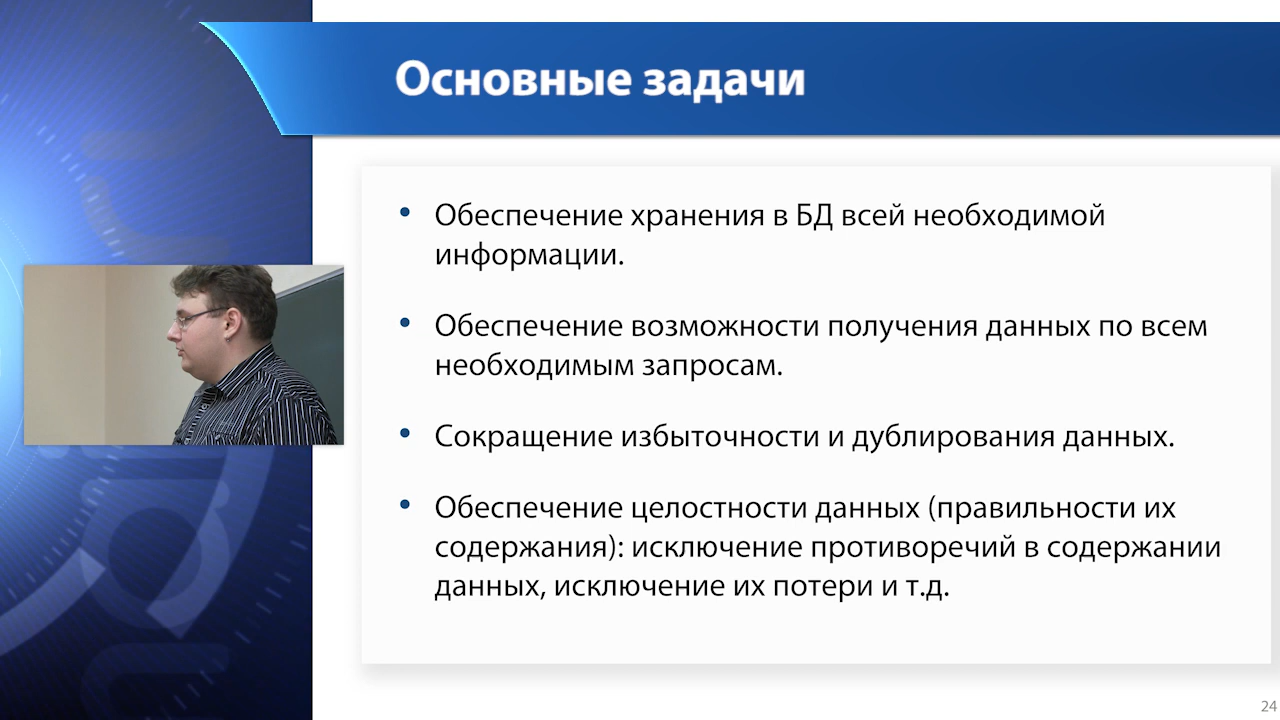 Основные задачи
• Обеспечение хранения в БД всей необходимой
информации.
• Обеспечение возможности получения данных по всем
необходимым запросам.
• Сокращение избыточности и дублирования данных.
• Обеспечение целостности данных (правильности их
содержания): исключение противоречий в содержании
данных, исключение их потери и т.д.
24